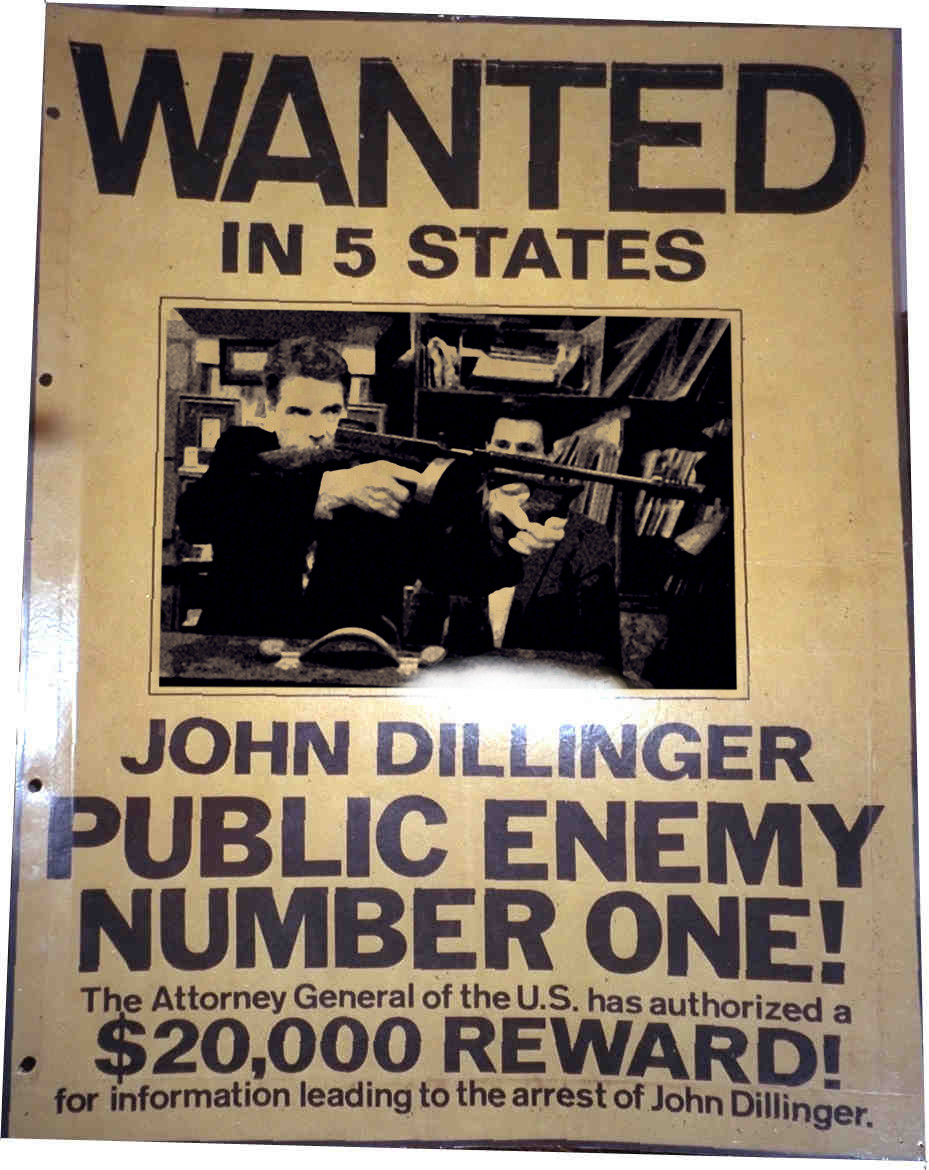 WANTED
IN 5 STATES
JOHN DILLINGER
PUBLIC ENEMY
NUMBER ONE!
The Attorney General of the U.S. has authorized a
$20,000 REWARD!
for information leading to the arrest of John Dillinger.